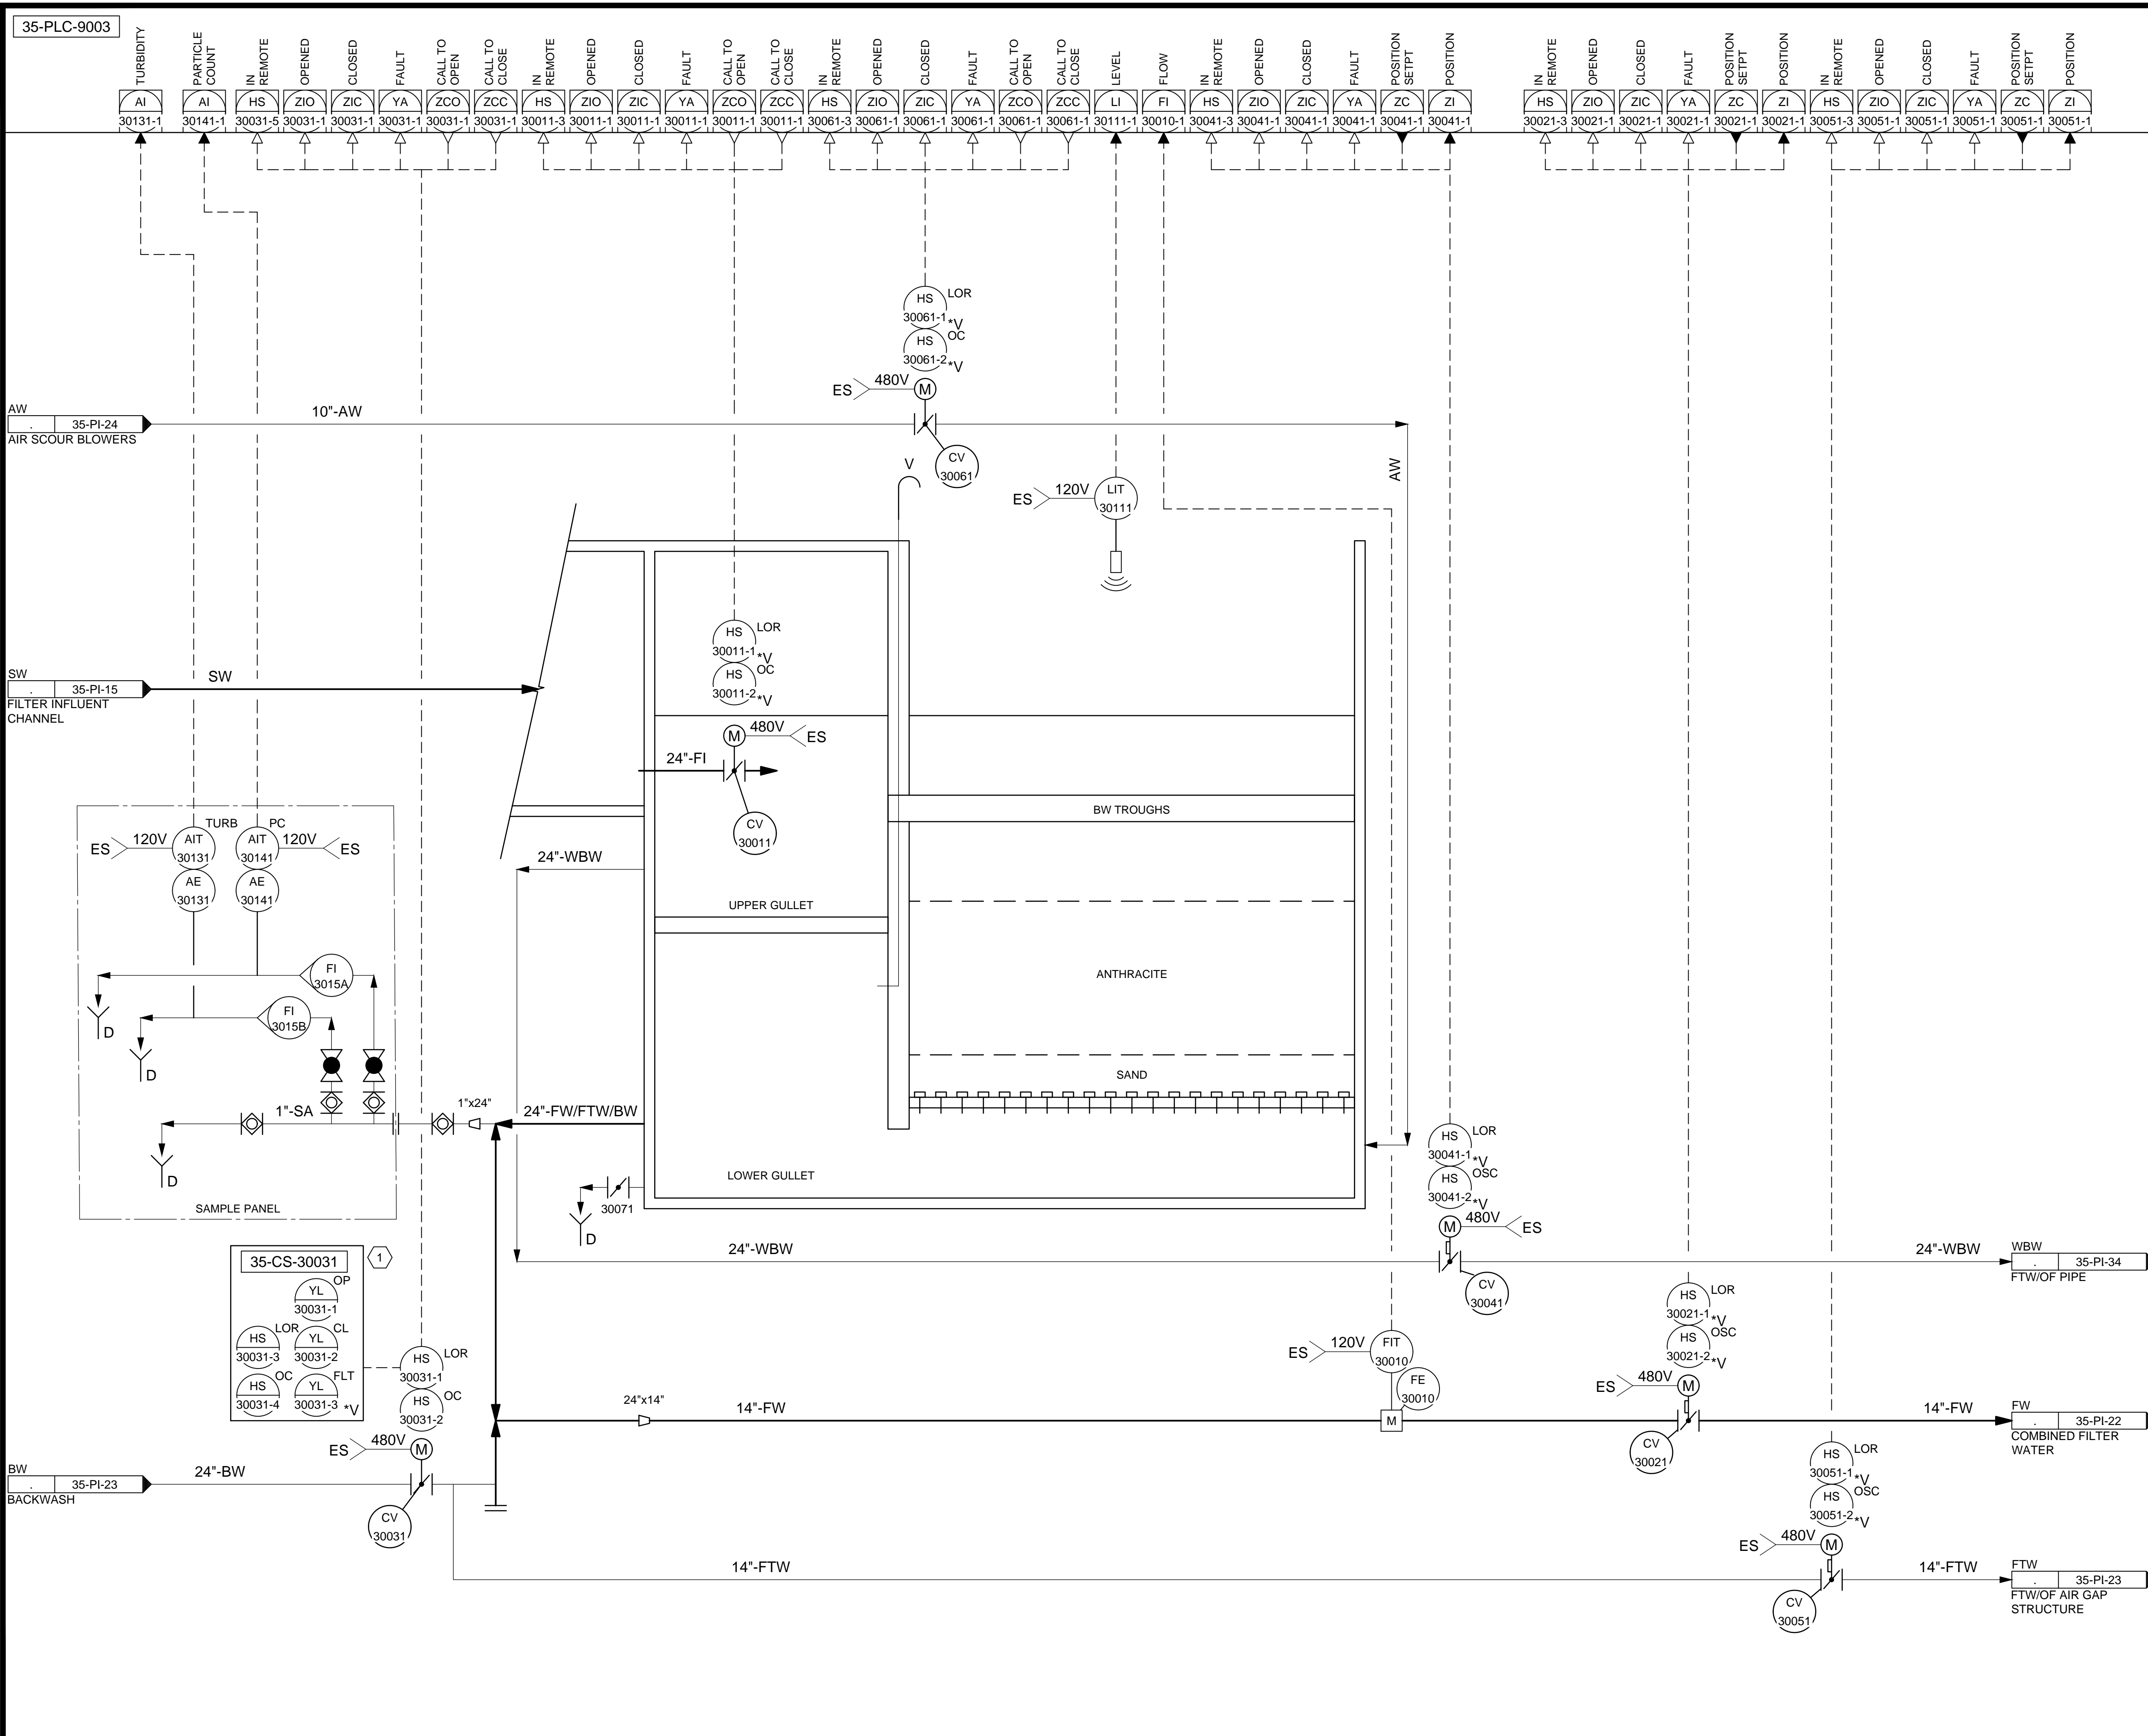 35-PLC-9003
TURBIDITY
PARTICLE
COUNT
IN
REMOTE
OPENED
CLOSED
FAULT
CALL TO
OPEN
CALL TO
CLOSE
IN
REMOTE
OPENED
CLOSED
FAULT
CALL TO
OPEN
CALL TO
CLOSE
IN
REMOTE
OPENED
CLOSED
FAULT
CALL TO
OPEN
CALL TO
CLOSE
LEVEL
FLOW
IN
REMOTE
OPENED
CLOSED
FAULT
POSITION
SETPT
POSITION
IN
REMOTE
OPENED
CLOSED
FAULT
POSITION
SETPT
POSITION
IN
REMOTE
OPENED
CLOSED
FAULT
POSITION
SETPT
POSITION
AI AI HS ZIO ZIC YA ZCO ZCC HS ZIO ZIC YA ZCO ZCC HS ZIO ZIC YA ZCO ZCC LI FI HS ZIO ZIC YA ZC ZI HS ZIO ZIC YA ZC ZI HS ZIO ZIC YA ZC ZI
30131-1 30141-1 30031-5 30031-1 30031-1 30031-1 30031-1 30031-1 30011-3 30011-1 30011-1 30011-1 30011-1 30011-1 30061-3 30061-1 30061-1 30061-1 30061-1 30061-1 30111-1 30010-1 30041-3 30041-1 30041-1 30041-1 30041-1 30041-1 30021-3 30021-1 30021-1 30021-1 30021-1 30021-1 30051-3 30051-1 30051-1 30051-1 30051-1 30051-1
HS LOR
30061-1 *V
HS OC
30061-2 *V
ES 480V M
AW
. 35-PI-24
AIR SCOUR BLOWERS
10"-AW
CV
30061
V
AW
ES 120V LIT
30111
HS LOR
30011-1 *V
HS OC
30011-2 *V
SW
. 35-PI-15
FILTER INFLUENT
CHANNEL
SW
M 480V ES
24"-FI
CV
30011
BW TROUGHS
TURB PC
ES 120V AIT AIT 120V ES
30131 30141
AE AE
30131 30141
24"-WBW
UPPER GULLET
ANTHRACITE
FI
3015A
FI
3015B
D
D
SAND
1"-SA
1"x24"
24"-FW/FTW/BW
D
SAMPLE PANEL
LOWER GULLET
30071
D
HS LOR
30041-1 *V
HS OSC
30041-2 *V
M 480V ES
24"-WBW
24"-WBW
WBW
. 35-PI-34
FTW/OF PIPE
CV
30041
35-CS-30031
1
YL OP
30031-1
HS LOR YL CL
30031-3 30031-2
HS OC YL FLT
30031-4 30031-3 *V
HS LOR
30031-1
HS OC
30031-2
HS LOR
30021-1 *V
HS OSC
30021-2 *V
ES 120V FIT
30010
FE
30010
M
ES 480V M
24"x14"
14"-FW
14"-FW
FW
. 35-PI-22
COMBINED FILTER
WATER
CV
30021
ES 480V M
BW
. 35-PI-23
BACKWASH
24"-BW
CV
30031
HS LOR
30051-1 *V
HS OSC
30051-2 *V
ES 480V M
14"-FTW
14"-FTW
FTW
. 35-PI-23
FTW/OF AIR GAP
STRUCTURE
CV
30051